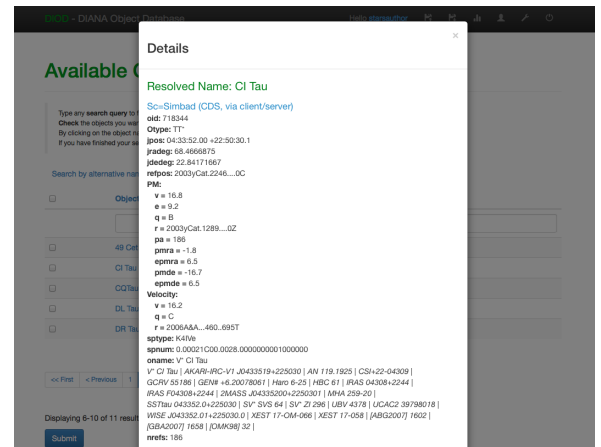 DIOD - DIANA Object Database
Hello starsauthor
×
Details
Available
Resolved Name: CI Tau
Sc=Simbad (CDS, via client/server)
oid: 718344
Otype: TT*
jpos: 04:33:52.00 +22:50:30.1
jradeg: 68.4666875
jdedeg: 22.84171667
refpos: 2003yCat.2246....0C
PM:
v = 16.8
e = 9.2
q = B
r = 2003yCat.1289....0Z
pa = 186
pmra = -1.8
epmra = 6.5
pmde = -16.7
epmde = 6.5
Velocity:
v = 16.2
q = C
r = 2006A&A...460..695T
sptype: K4IVe
spnum: 0.00021C00.0028.0000000001000000
oname: V* CI Tau
V* CI Tau | AKARI-IRC-V1 J0433519+225030 | AN 119.1925 | CSI+22-04309 |
GCRV 55186 | GEN# +6.20078061 | Haro 6-25 | HBC 61 | IRAS 04308+2244 |
IRAS F04308+2244 | 2MASS J04335200+2250301 | MHA 259-20 |
SSTtau 043352.0+225030 | SV* SVS 64 | SV* ZI 296 | UBV 4378 | UCAC2 39798018 |
WISE J043352.01+225030.0 | XEST 17-OM-066 | XEST 17-058 | [ABG2007] 1602 |
[GBA2007] 1658 | [OMK98] 32 |
nrefs: 186
Type any search query to
Check the objects you
By clicking on the object
If you have finished your
Search by alternative
Object
49 Cet
CI Tau
CQTau
DL Tau
DR Tau
<< First < Previous 1
Displaying 6-10 of 11
Submit